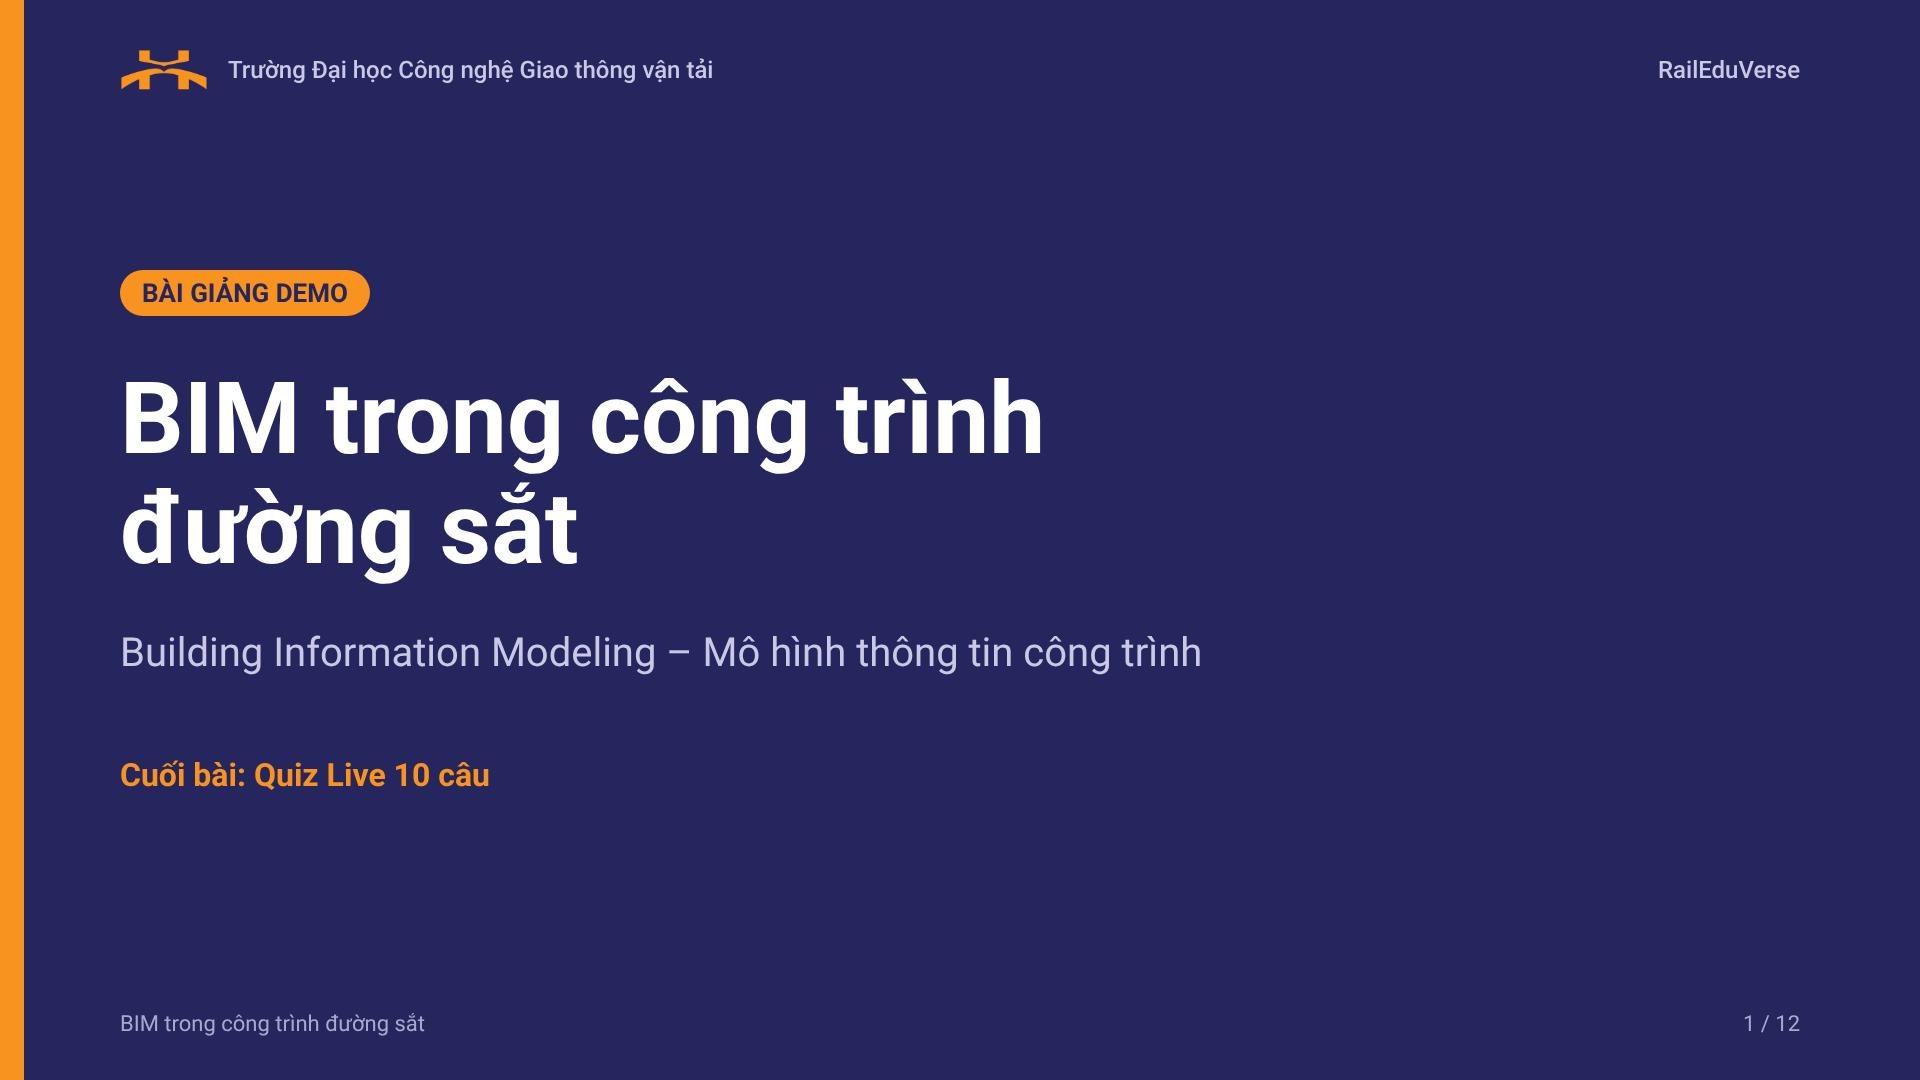 Trường Đại học Công nghệ Giao thông vận tải
RailEduVerse
BÀI GIẢNG DEMO
BIM trong công trình
đường sắt
Building Information Modeling – Mô hình thông tin công trình
Cuối bài: Quiz Live 10 câu
BIM trong công trình đường sắt
1 / 12